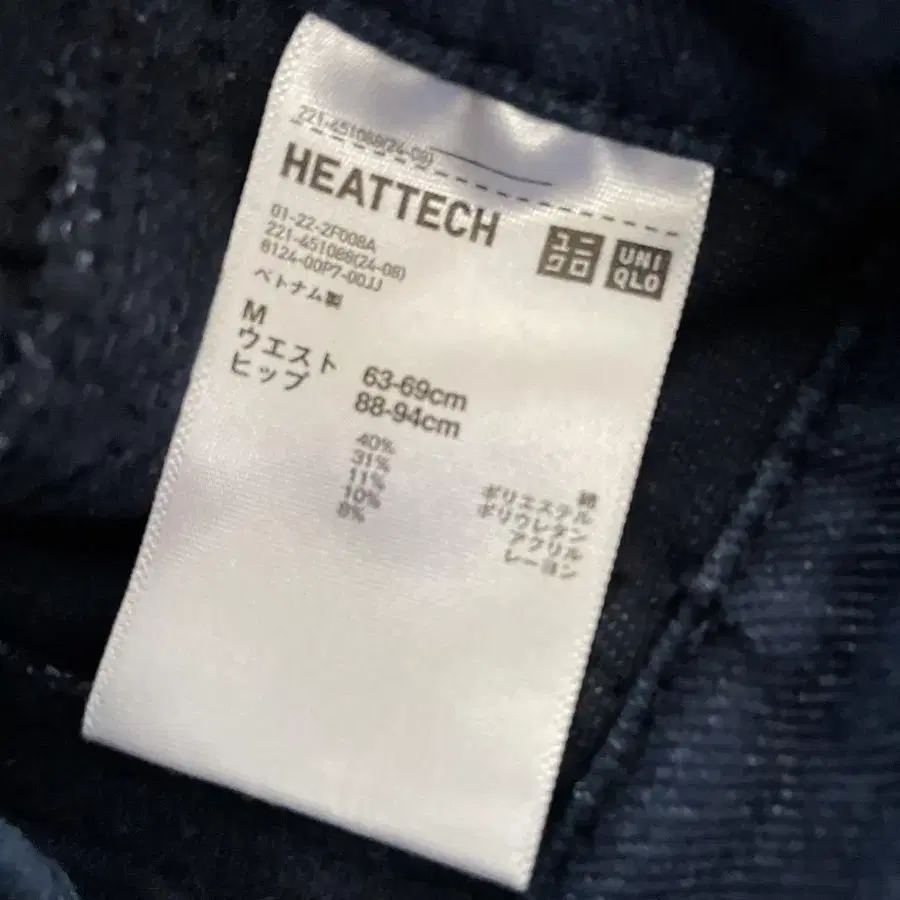 221-451088(24-08)
HEATTECH
ユニクロ
UNIQLO
01-22-2F008A
221-451088(24-08)
8124-00P7-00JJ
ベトナム製
M
ウエスト 63-69cm
ヒップ 88-94cm
40% 綿
31% ポリエステル
11% ポリウレタン
10% アクリル
8% レーヨン